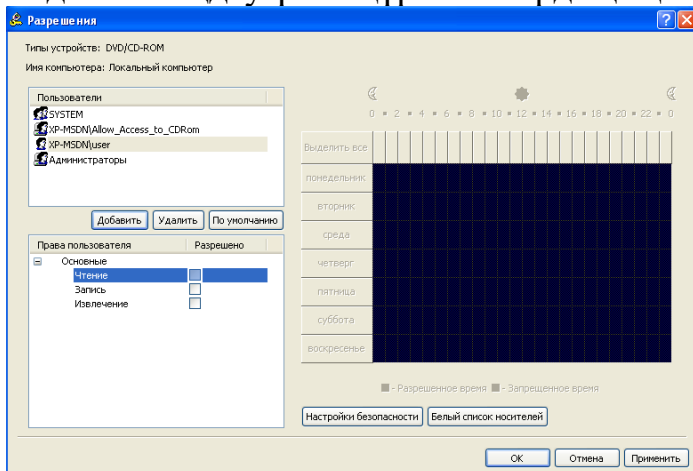 Разрешения
Типы устройств: DVD/CD-ROM
Имя компьютера: Локальный компьютер
Пользователи
SYSTEM
XP-MSDN\Allow_Access_to_CDRom
XP-MSDN\user
Администраторы
Добавить Удалить По умолчанию
Права пользователя Разрешено
Основные
Чтение
Запись
Извлечение
0 2 4 6 8 10 12 14 16 18 20 22 0
Выделить все
понедельник
вторник
среда
четверг
пятница
суббота
воскресенье
- Разрешенное время - Запрещенное время
Настройки безопасности Белый список носителей
ОК Отмена Применить